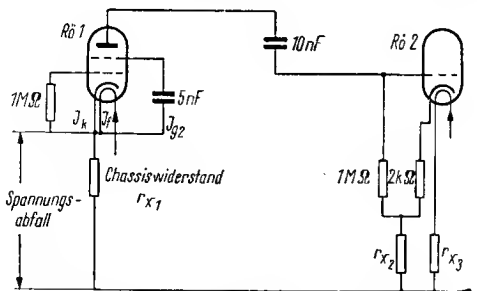 Rö 1
10nF
Rö 2
1MΩ
5nF
J_k
J_f
J_g2
Chassiswiderstand
r_x1
Spannungs-
abfall
1MΩ
2kΩ
r_x2
r_x3